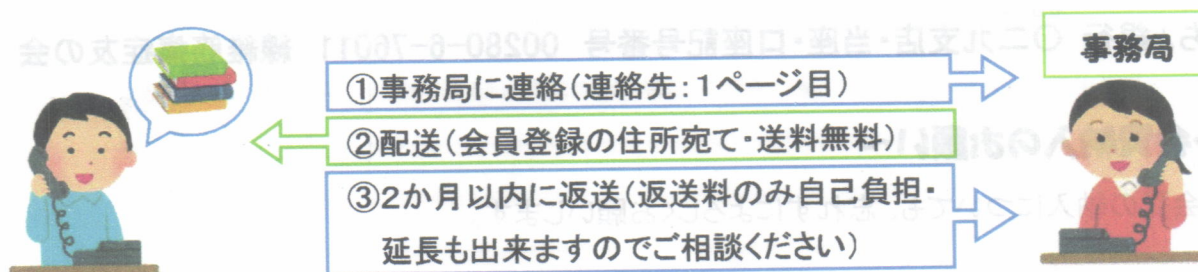 事務局
①事務局に連絡(連絡先:1ページ目)
②配送(会員登録の住所宛て・送料無料)
③2か月以内に返送(返送料のみ自己負担・
延長も出来ますのでご相談ください)